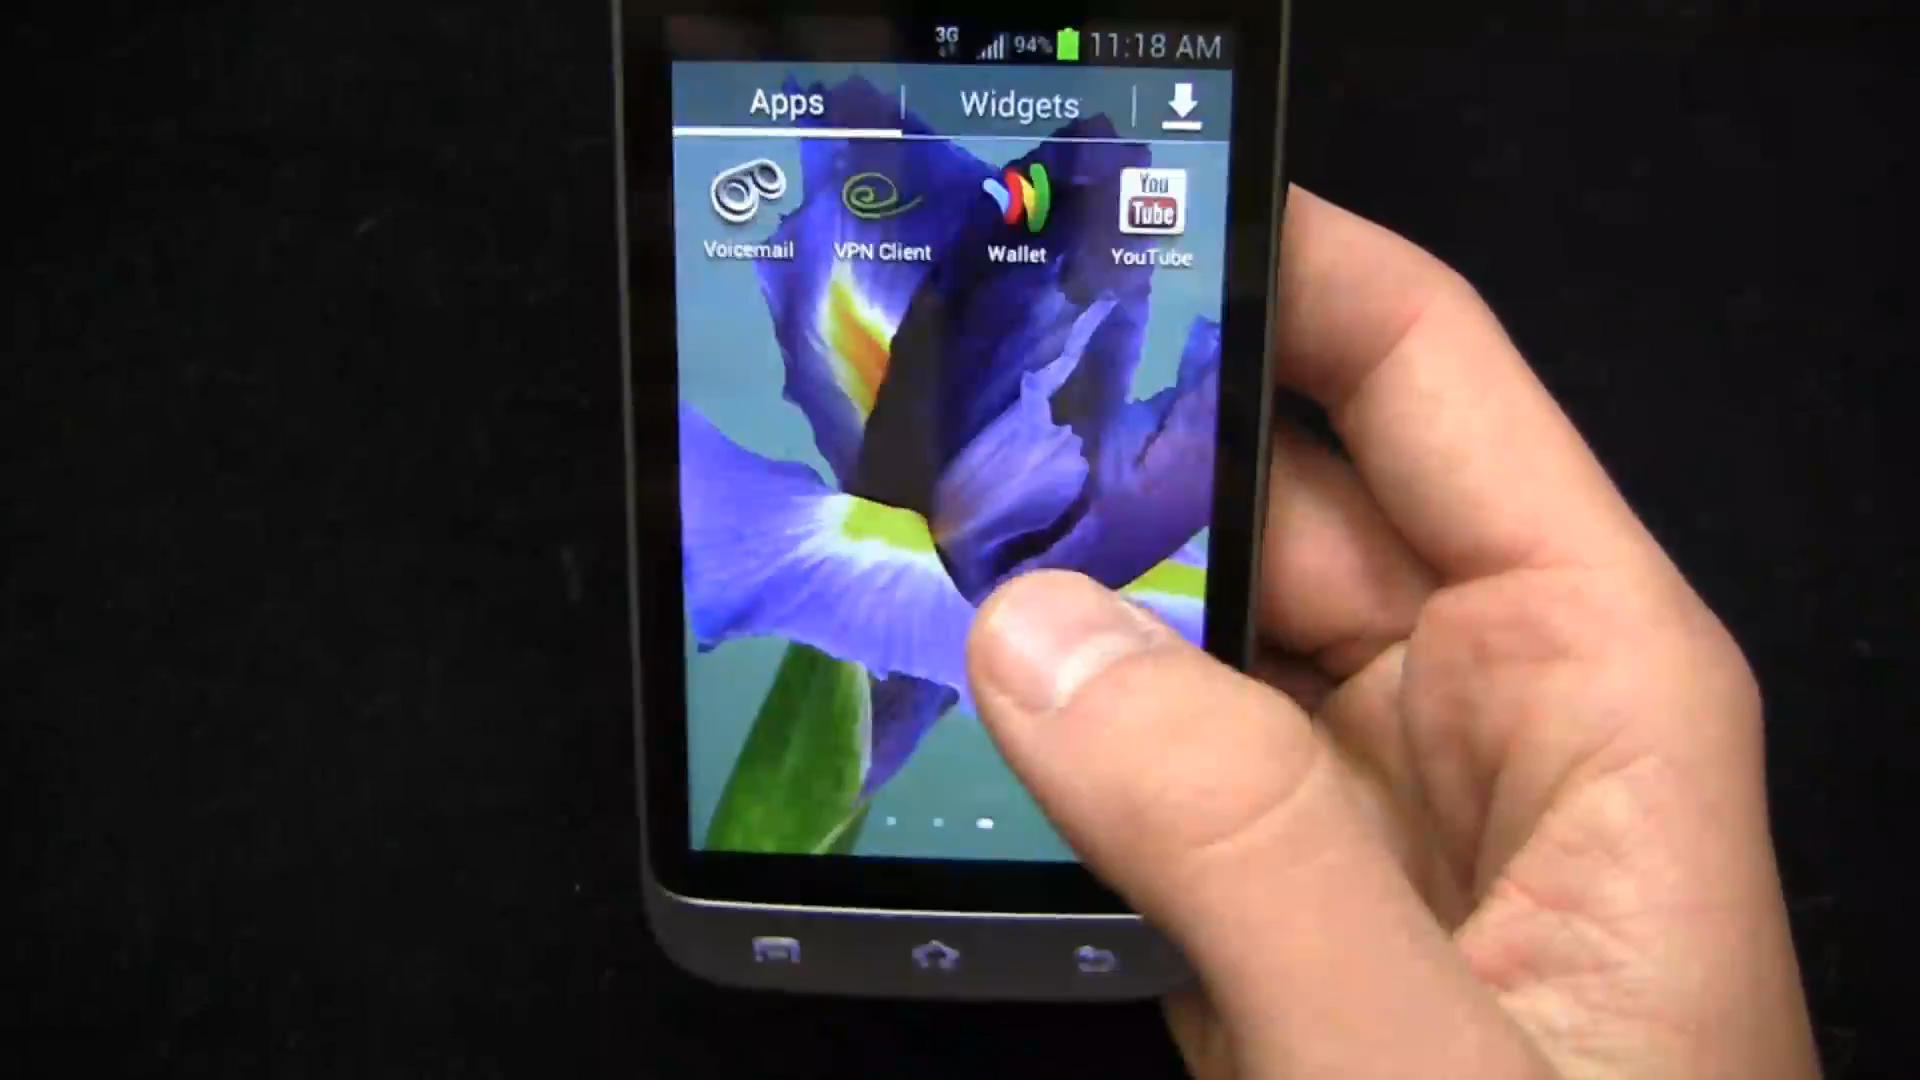 3G 94% 11:18 AM
Apps Widgets
Voicemail VPN Client Wallet YouTube
You
Tube